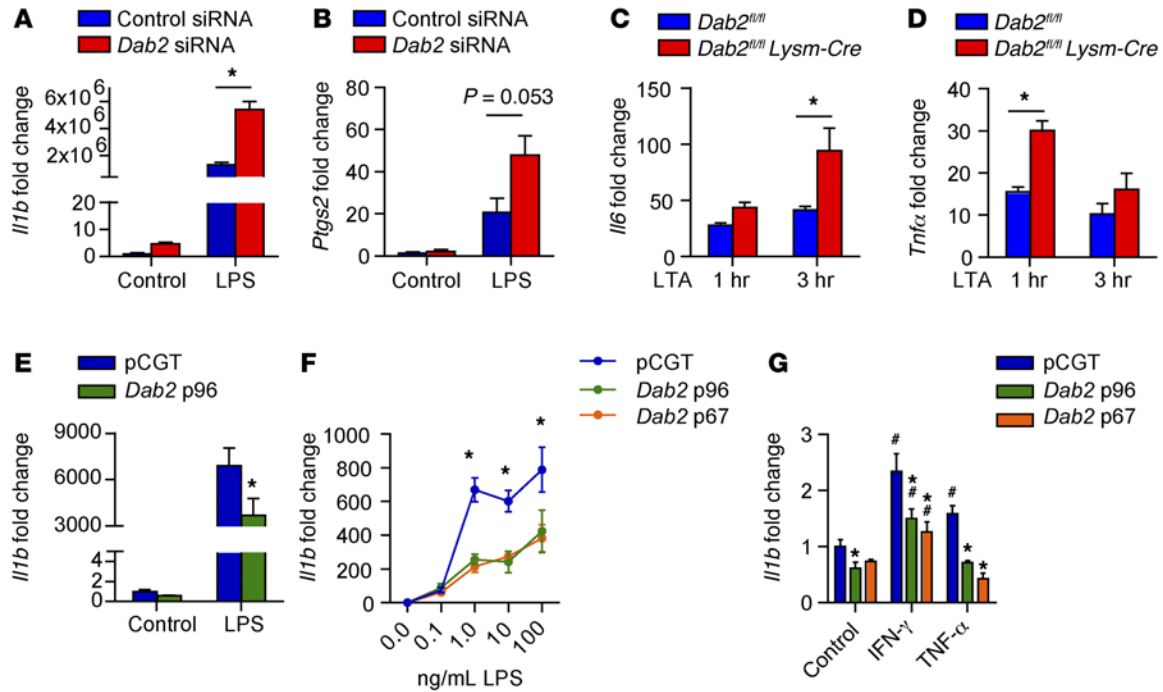 A
Control siRNA
Dab2 siRNA
Il1b fold change
6x10⁶
4x10⁶
2x10⁶
20
10
0
*
Control
LPS
B
Control siRNA
Dab2 siRNA
Ptgs2 fold change
80
60
40
20
0
P = 0.053
Control
LPS
C
Dab2fl/fl
Dab2fl/fl Lysm-Cre
Il6 fold change
150
100
50
0
*
LTA
1 hr
3 hr
D
Dab2fl/fl
Dab2fl/fl Lysm-Cre
Tnfα fold change
40
30
20
10
0
*
LTA
1 hr
3 hr
E
pCGT
Dab2 p96
Il1b fold change
9000
6000
3000
4
2
0
*
Control
LPS
F
pCGT
Dab2 p96
Dab2 p67
Il1b fold change
1000
800
600
400
200
0
*
*
*
0.0
0.1
1.0
10
100
ng/mL LPS
G
pCGT
Dab2 p96
Dab2 p67
Il1b fold change
3
2
1
0
*
#
*
#
*
#
#
*
*
Control
IFN-γ
TNF-α